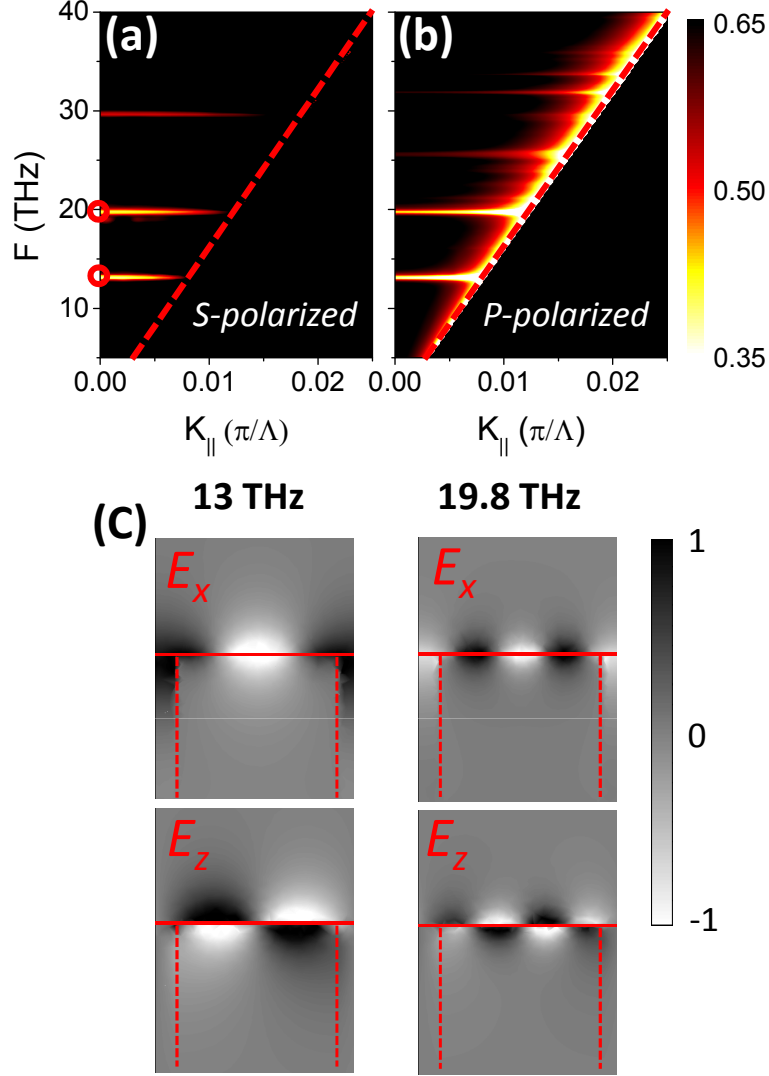 40
30
20
10
F (THz)
(a)
S-polarized
0.00
0.01
0.02
K|| (π/Λ)
(b)
P-polarized
0.00
0.01
0.02
K|| (π/Λ)
0.65
0.50
0.35
(C)
13 THz
19.8 THz
Ex
Ex
Ez
Ez
1
0
-1